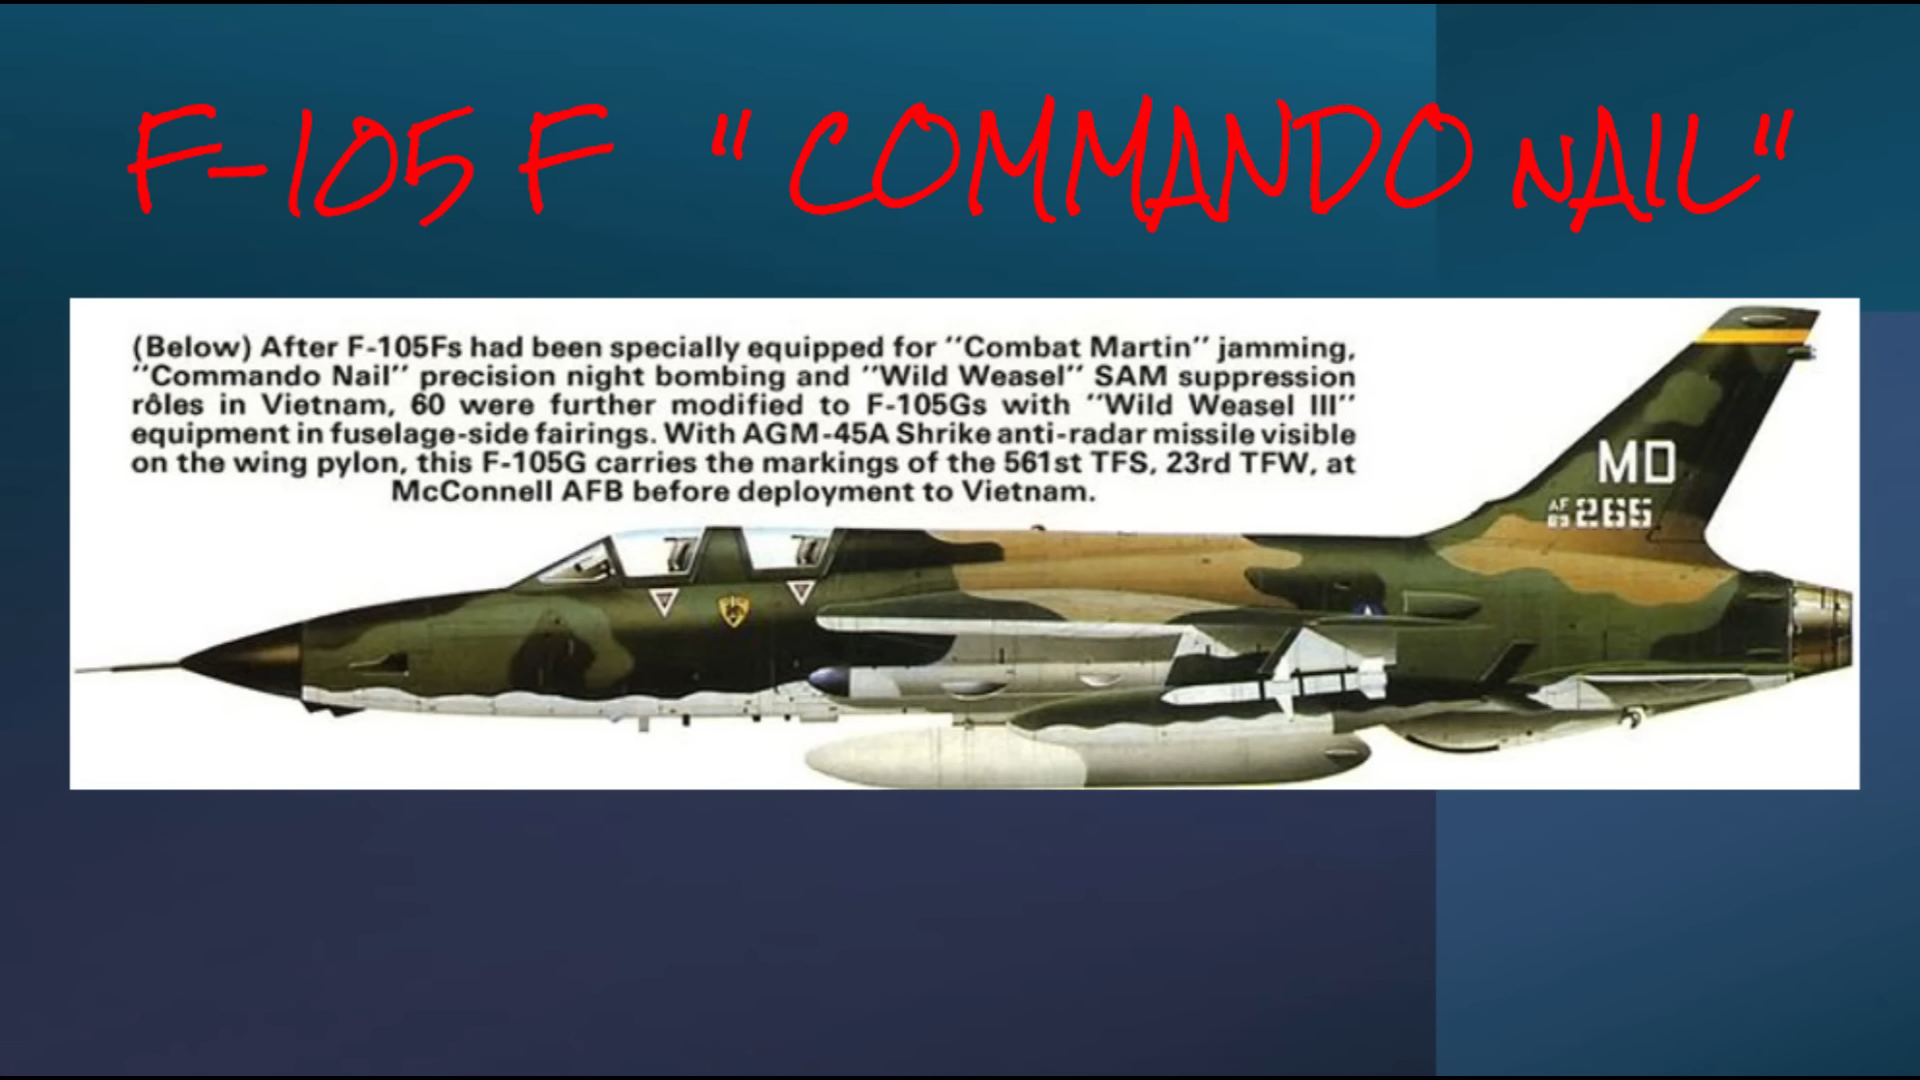 F-105 F "COMMANDO NAIL"
(Below) After F-105Fs had been specially equipped for "Combat Martin" jamming,
"Commando Nail" precision night bombing and "Wild Weasel" SAM suppression
rôles in Vietnam, 60 were further modified to F-105Gs with "Wild Weasel III"
equipment in fuselage-side fairings. With AGM-45A Shrike anti-radar missile visible
on the wing pylon, this F-105G carries the markings of the 561st TFS, 23rd TFW, at
McConnell AFB before deployment to Vietnam.
MD
AF
266